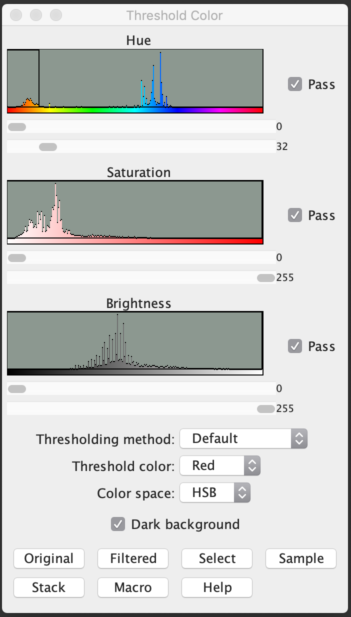 Threshold Color
Hue
Pass
0
32
Saturation
Pass
0
255
Brightness
Pass
0
255
Thresholding method: Default
Threshold color: Red
Color space: HSB
Dark background
Original Filtered Select Sample
Stack Macro Help